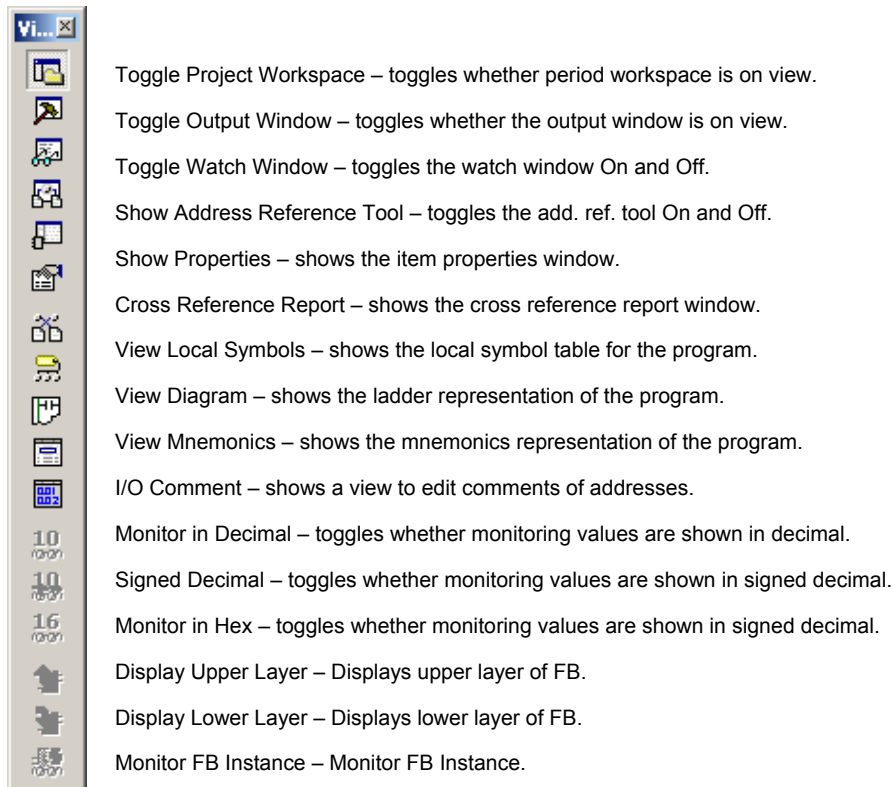 Vi...
Toggle Project Workspace – toggles whether period workspace is on view.
Toggle Output Window – toggles whether the output window is on view.
Toggle Watch Window – toggles the watch window On and Off.
Show Address Reference Tool – toggles the add. ref. tool On and Off.
Show Properties – shows the item properties window.
Cross Reference Report – shows the cross reference report window.
View Local Symbols – shows the local symbol table for the program.
View Diagram – shows the ladder representation of the program.
View Mnemonics – shows the mnemonics representation of the program.
I/O Comment – shows a view to edit comments of addresses.
10
Monitor in Decimal – toggles whether monitoring values are shown in decimal.
10
Signed Decimal – toggles whether monitoring values are shown in signed decimal.
16
Monitor in Hex – toggles whether monitoring values are shown in signed decimal.
Display Upper Layer – Displays upper layer of FB.
Display Lower Layer – Displays lower layer of FB.
Monitor FB Instance – Monitor FB Instance.